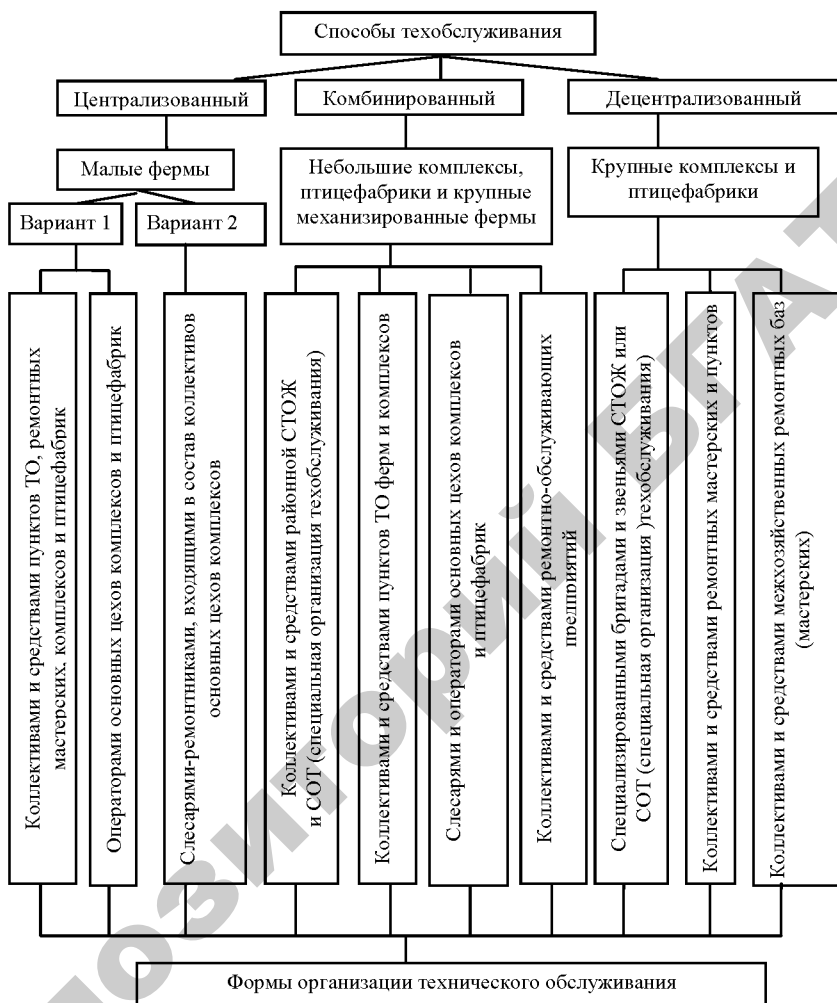 Способы техобслуживания
Централизованный
Комбинированный
Децентрализованный
Малые фермы
Небольшие комплексы,
птицефабрики и крупные
механизированные фермы
Крупные комплексы и
птицефабрики
Вариант 1
Вариант 2
Коллективами и средствами пунктов ТО, ремонтных
мастерских, комплексов и птицефабрик
Операторами основных цехов комплексов и птицефабрик
Слесарями-ремонтниками, входящими в состав коллективов
основных цехов комплексов
Коллективами и средствами районной СТОЖ
и СОТ (специальная организация техобслуживания)
Коллективами и средствами пунктов ТО ферм и комплексов
Слесарями и операторами основных цехов комплексов
и птицефабрик
Коллективами и средствами ремонтно-обслуживающих
предприятий
Специализированными бригадами и звеньями СТОЖ или
СОТ (специальная организация )техобслуживания)
Коллективами и средствами ремонтных мастерских и пунктов
Коллективами и средствами межхозяйственных ремонтных баз
(мастерских)
Формы организации технического обслуживания
позиторий БГАТ